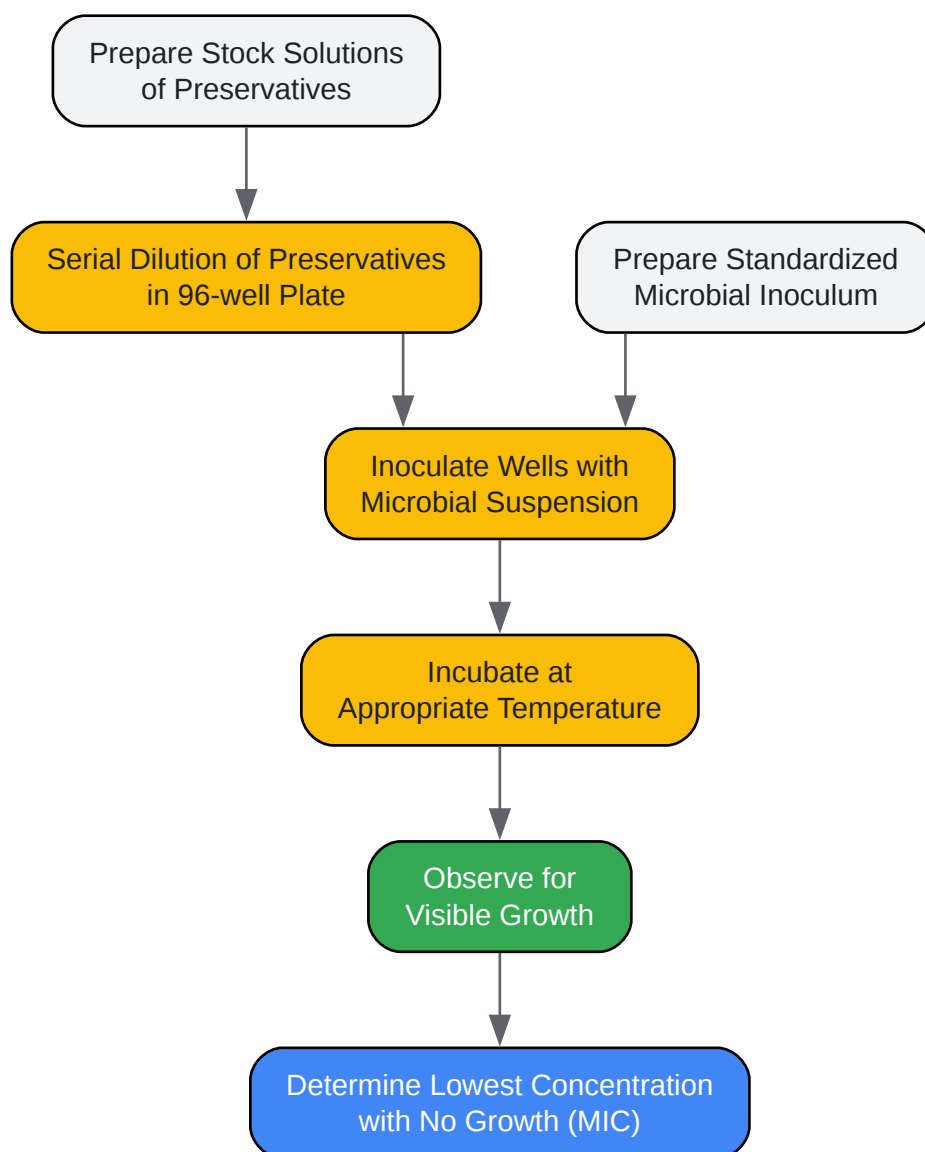 Prepare Stock Solutions
of Preservatives
Serial Dilution of Preservatives
in 96-well Plate
Prepare Standardized
Microbial Inoculum
Inoculate Wells with
Microbial Suspension
Incubate at
Appropriate Temperature
Observe for
Visible Growth
Determine Lowest Concentration
with No Growth (MIC)